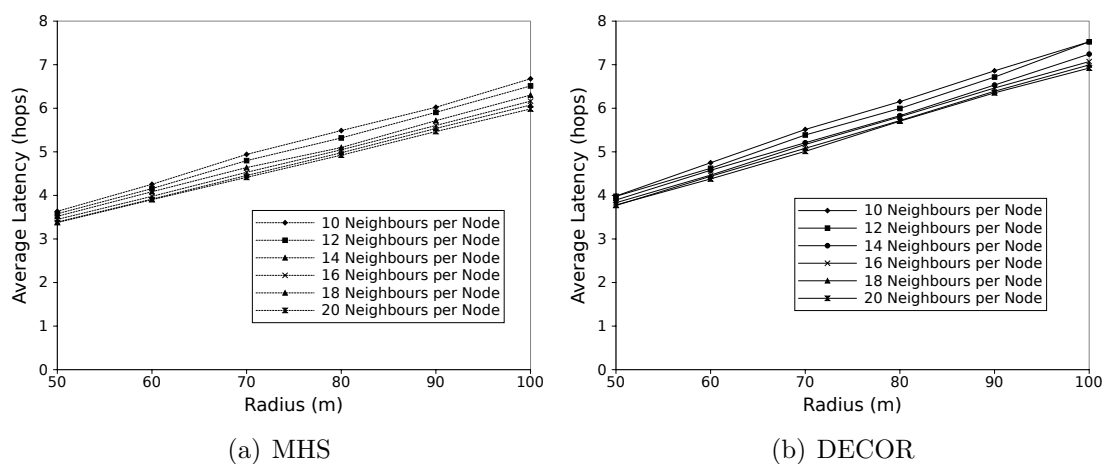 8
7
6
5
4
3
2
1
0
Average Latency (hops)
10 Neighbours per Node
12 Neighbours per Node
14 Neighbours per Node
16 Neighbours per Node
18 Neighbours per Node
20 Neighbours per Node
50 60 70 80 90 100
Radius (m)
(a) MHS
8
7
6
5
4
3
2
1
0
Average Latency (hops)
10 Neighbours per Node
12 Neighbours per Node
14 Neighbours per Node
16 Neighbours per Node
18 Neighbours per Node
20 Neighbours per Node
50 60 70 80 90 100
Radius (m)
(b) DECOR